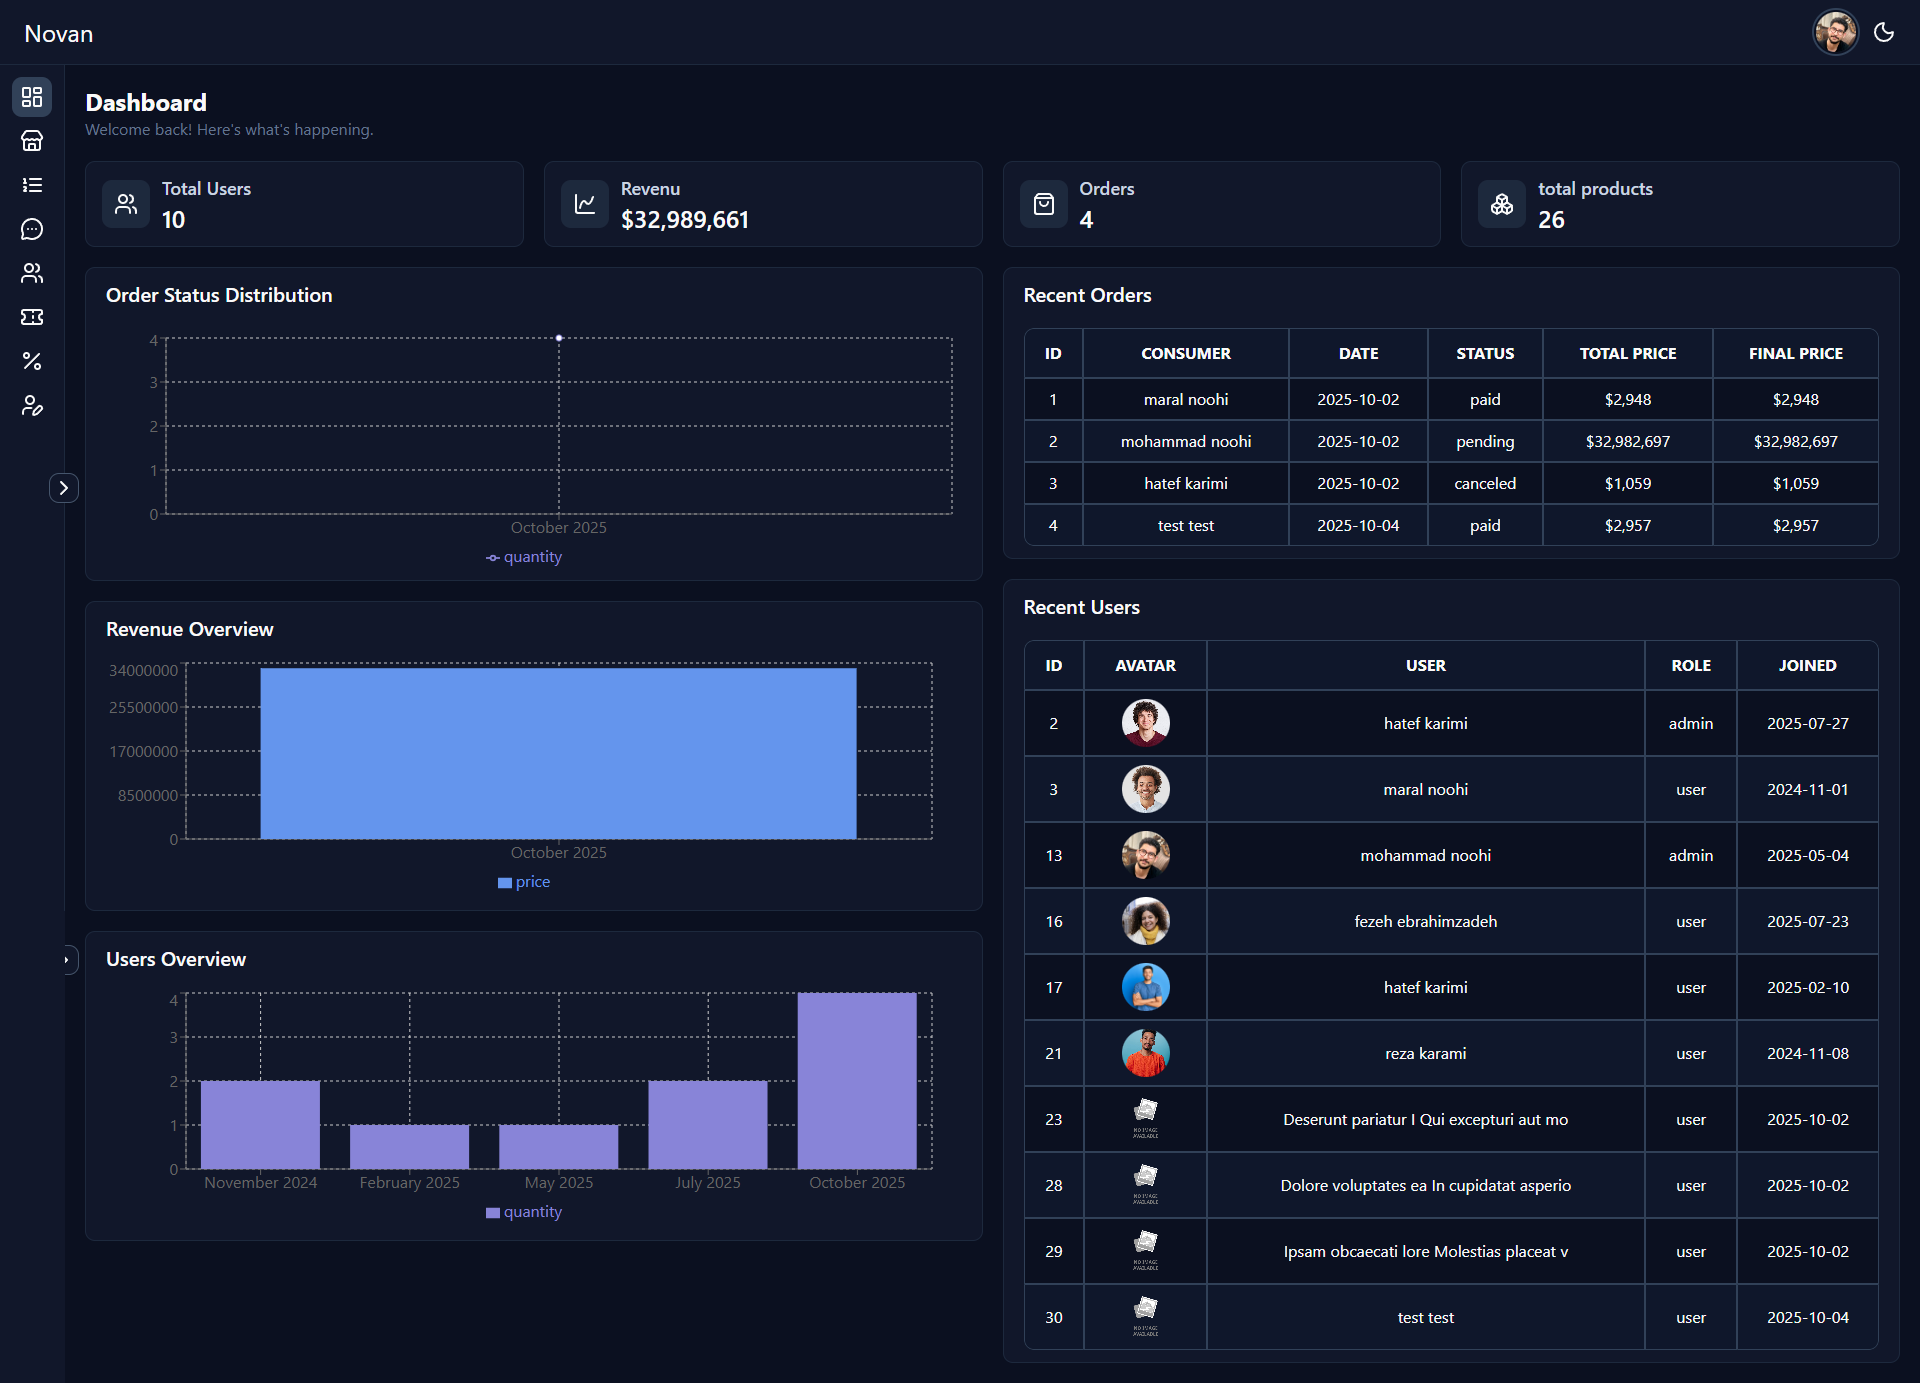 Novan
Dashboard
Welcome back! Here's what's happening.
Total Users
10
Revenu
$32,989,661
Orders
4
total products
26
Order Status Distribution
4
3
2
1
0
October 2025
quantity
Revenue Overview
34000000
25500000
17000000
8500000
0
October 2025
price
Users Overview
4
3
2
1
0
November 2024 February 2025 May 2025 July 2025 October 2025
quantity
Recent Orders
ID CONSUMER DATE STATUS TOTAL PRICE FINAL PRICE
1 maral noohi 2025-10-02 paid $2,948 $2,948
2 mohammad noohi 2025-10-02 pending $32,982,697 $32,982,697
3 hatef karimi 2025-10-02 canceled $1,059 $1,059
4 test test 2025-10-04 paid $2,957 $2,957
Recent Users
ID AVATAR USER ROLE JOINED
2 hatef karimi admin 2025-07-27
3 maral noohi user 2024-11-01
13 mohammad noohi admin 2025-05-04
16 fezeh ebrahimzadeh user 2025-07-23
17 hatef karimi user 2025-02-10
21 reza karami user 2024-11-08
23 NO IMAGE AVAILABLE Deserunt pariatur I Qui excepturi aut mo user 2025-10-02
28 NO IMAGE AVAILABLE Dolore voluptates ea In cupidatat asperio user 2025-10-02
29 NO IMAGE AVAILABLE Ipsam obcaecati lore Molestias placeat v user 2025-10-02
30 NO IMAGE AVAILABLE test test user 2025-10-04